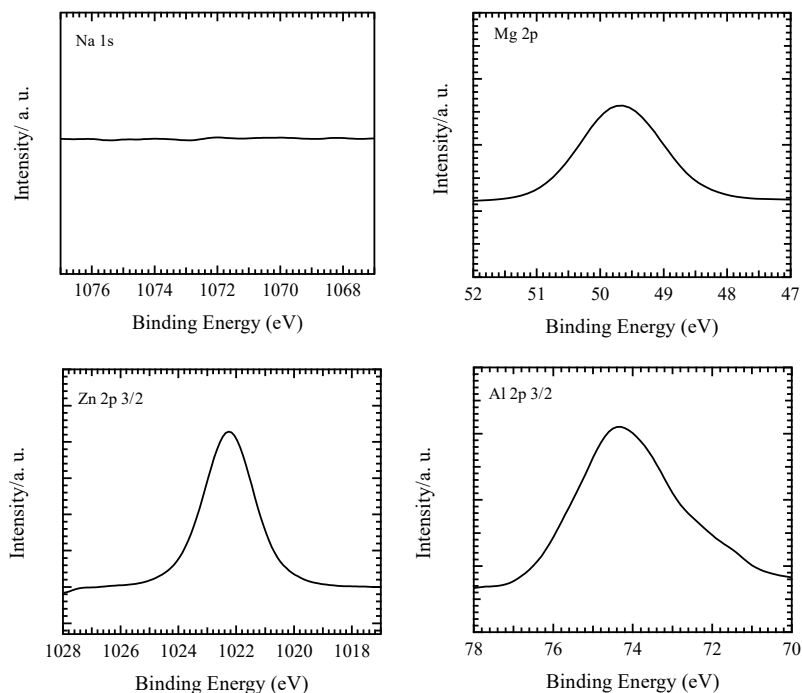 Na 1s
Intensity/ a. u.
1076 1074 1072 1070 1068
Binding Energy (eV)
Mg 2p
Intensity/a. u.
52 51 50 49 48 47
Binding Energy (eV)
Zn 2p 3/2
Intensity/a. u.
1028 1026 1024 1022 1020 1018
Binding Energy (eV)
Al 2p 3/2
Intensity/a. u.
78 76 74 72 70
Binding Energy (eV)